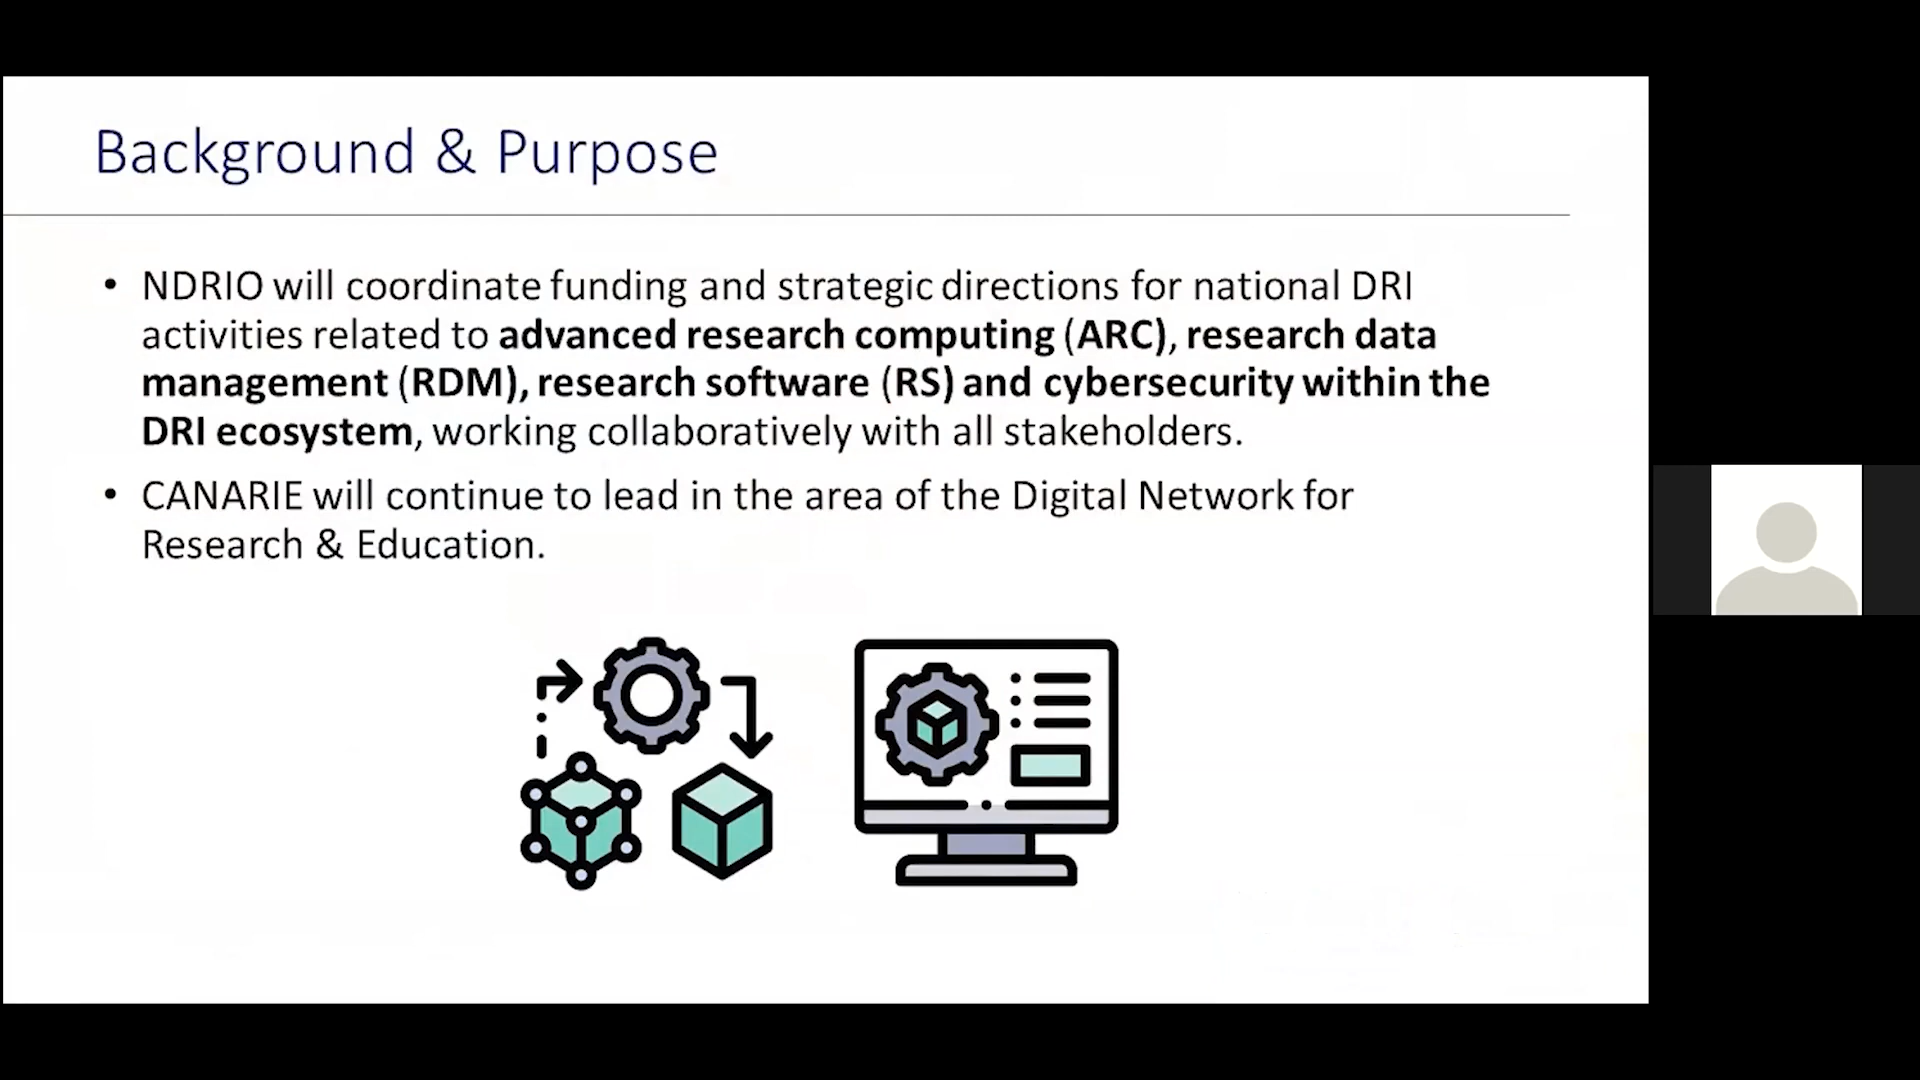 Background & Purpose
• NDRIO will coordinate funding and strategic directions for national DRI
activities related to advanced research computing (ARC), research data
management (RDM), research software (RS) and cybersecurity within the
DRI ecosystem, working collaboratively with all stakeholders.
• CANARIE will continue to lead in the area of the Digital Network for
Research & Education.